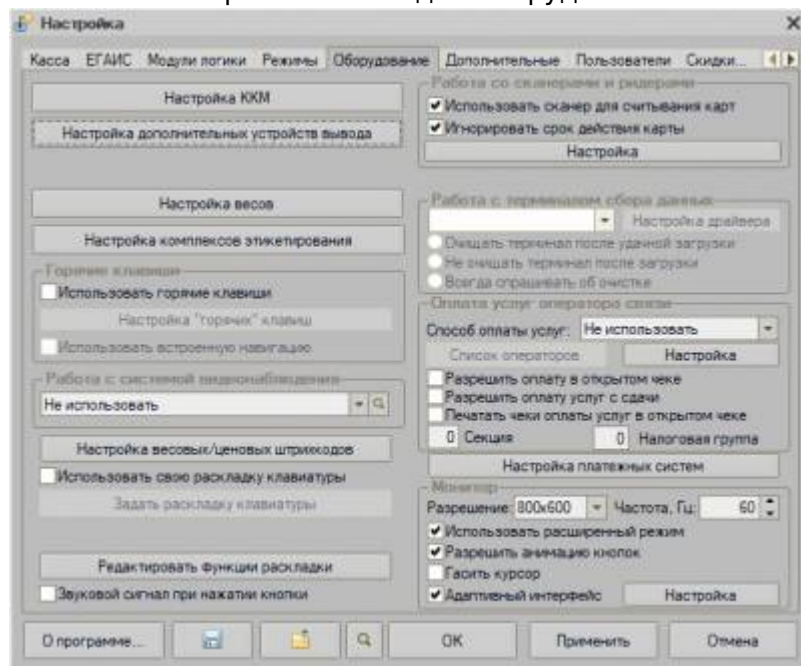 Настройка
Касса ЕГАИС Модули логики Режимы Оборудование Дополнительные Пользователи Скидки...
Настройка ККМ
Настройка дополнительных устройств вывода
Настройка весов
Настройка комплексов этикетирования
Горячие клавиши
Использовать горячие клавиши
Настройка "горячих" клавиш
Использовать встроенную навигацию
Работа с системой видеонаблюдения
Не использовать
Настройка весовых/ценовых штрихкодов
Использовать свою раскладку клавиатуры
Задать раскладку клавиатуры
Редактировать функции раскладки
Звуковой сигнал при нажатии кнопки
Работа со сканерами и ридерами
Использовать сканер для считывания карт
Игнорировать срок действия карты
Настройка
Работа с терминалом сбора данных
Настройка драйвера
Очищать терминал после удачной загрузки
Не очищать терминал после загрузки
Всегда спрашивать об очистке
Оплата услуг оператора связи
Способ оплаты услуг: Не использовать
Список операторов Настройка
Разрешить оплату в открытом чеке
Разрешить оплату услуг с сдачи
Печатать чеки оплаты услуг в открытом чеке
0 Секция 0 Налоговая группа
Настройка платежных систем
Монитор
Разрешение: 800x600 Частота, Гц: 60
Использовать расширенный режим
Разрешить анимацию кнопок
Гасить курсор
Адаптивный интерфейс Настройка
О программе... ОК Применить Отмена